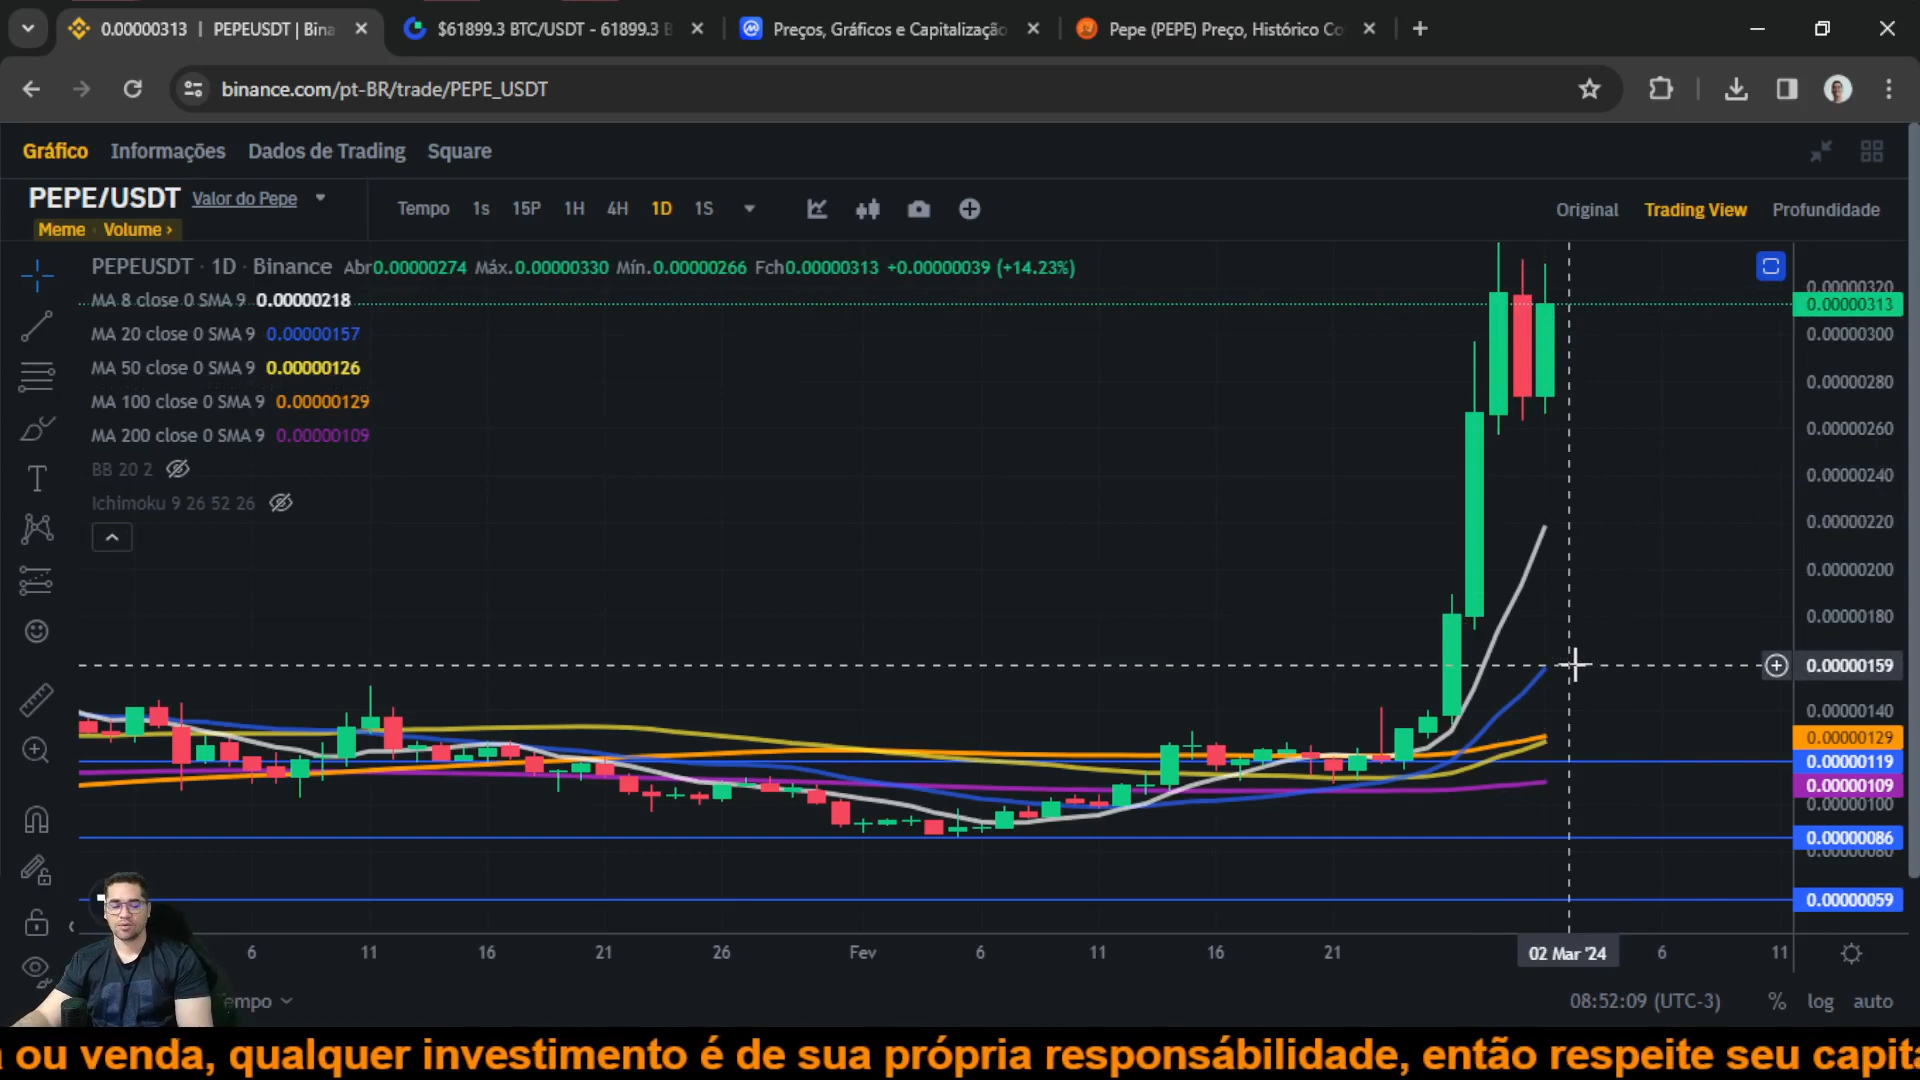 0.00000313 | PEPEUSDT | Bina
$61899.3 BTC/USDT - 61899.3 B
Preços, Gráficos e Capitalização
Pepe (PEPE) Preço, Histórico Co
binance.com/pt-BR/trade/PEPE_USDT
Gráfico Informações Dados de Trading Square
PEPE/USDT Valor do Pepe
Meme Volume ›
Tempo 1s 15P 1H 4H 1D 1S
Original Trading View Profundidade
PEPEUSDT · 1D · Binance Abr0.00000274 Máx.0.00000330 Mín.0.00000266 Fch0.00000313 +0.00000039 (+14.23%)
MA 8 close 0 SMA 9 0.00000218
MA 20 close 0 SMA 9 0.00000157
MA 50 close 0 SMA 9 0.00000126
MA 100 close 0 SMA 9 0.00000129
MA 200 close 0 SMA 9 0.00000109
BB 20 2
Ichimoku 9 26 52 26
0.00000320
0.00000313
0.00000300
0.00000280
0.00000260
0.00000240
0.00000220
0.00000200
0.00000180
0.00000159
0.00000140
0.00000129
0.00000119
0.00000109
0.00000100
0.00000086
0.00000080
0.00000059
6 11 16 21 26 Fev 6 11 16 21 02 Mar '24 6 11
empo
08:52:09 (UTC-3) % log auto
ou venda, qualquer investimento é de sua própria responsábilidade, então respeite seu capita